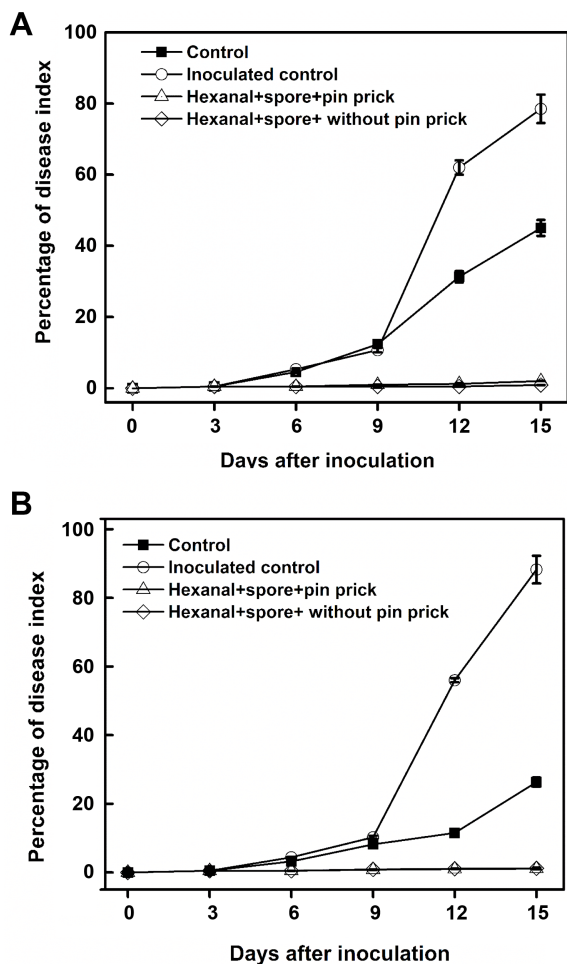 A
100
80
60
40
20
0
Percentage of disease index
Control
Inoculated control
Hexanal+spore+pin prick
Hexanal+spore+ without pin prick
0 3 6 9 12 15
Days after inoculation
B
100
80
60
40
20
0
Percentage of disease index
Control
Inoculated control
Hexanal+spore+pin prick
Hexanal+spore+ without pin prick
0 3 6 9 12 15
Days after inoculation